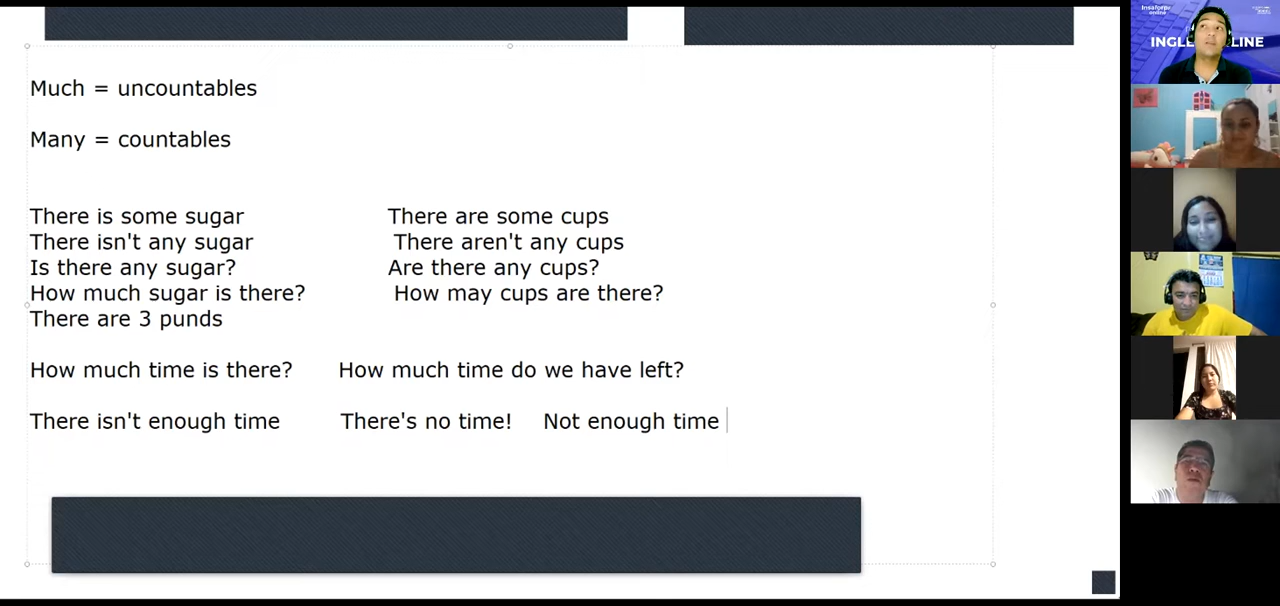 Much = uncountables
Many = countables
There is some sugar There are some cups
There isn't any sugar There aren't any cups
Is there any sugar? Are there any cups?
How much sugar is there? How may cups are there?
There are 3 punds
How much time is there? How much time do we have left?
There isn't enough time There's no time! Not enough time